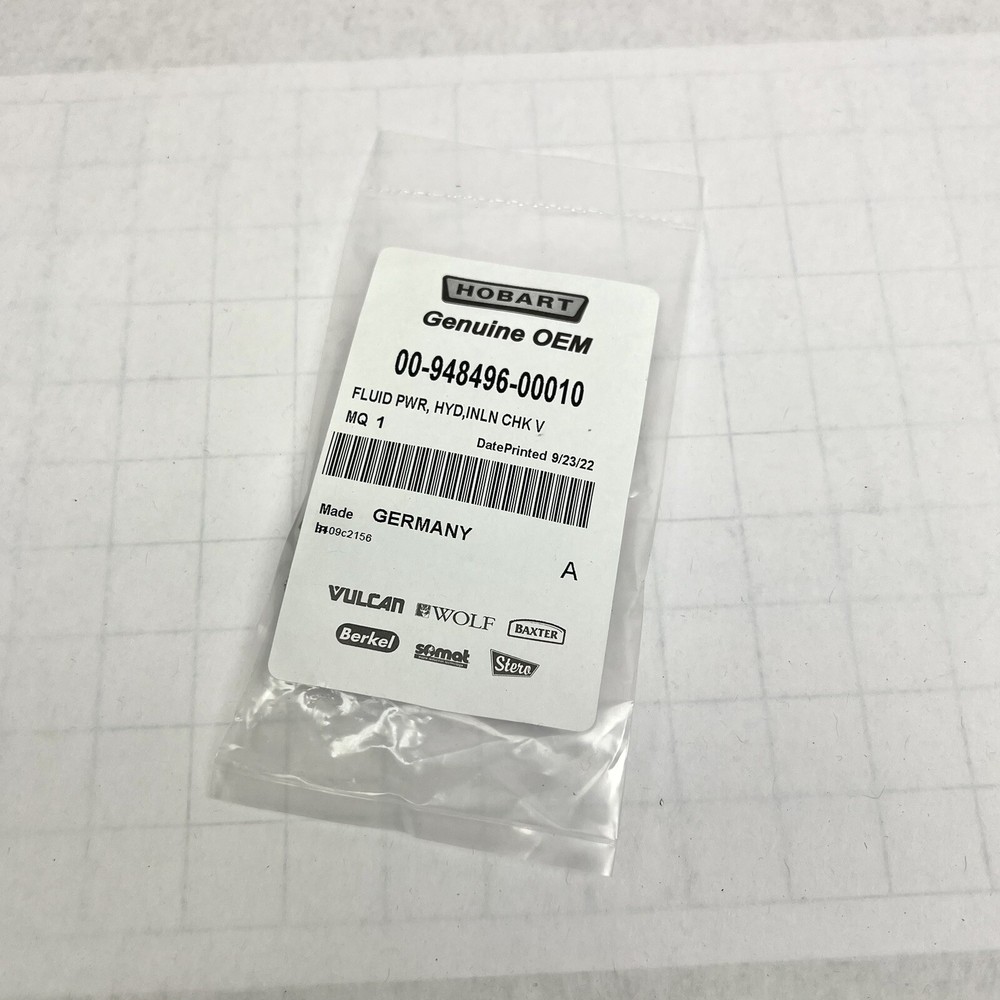 HOBART
Genuine OEM
00-948496-00010
FLUID PWR, HYD,INLN CHK V
MQ 1
DatePrinted 9/23/22
Made GERMANY
09c2156
A
VULCAN WOLF BAXTER
Berkel somat Stero